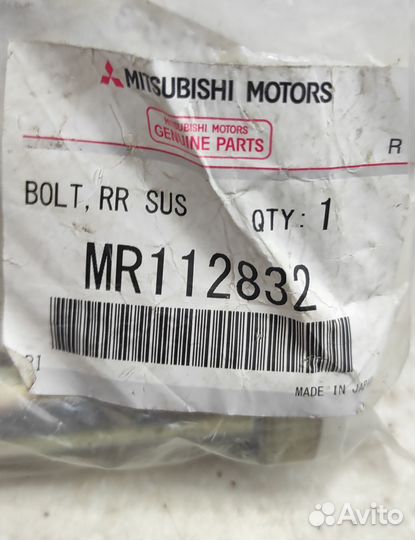 MITSUBISHI MOTORS
MITSUBISHI MOTORS
GENUINE PARTS
R
BOLT, RR SUS
QTY: 1
MR112832
MADE IN JAPAN
Avito